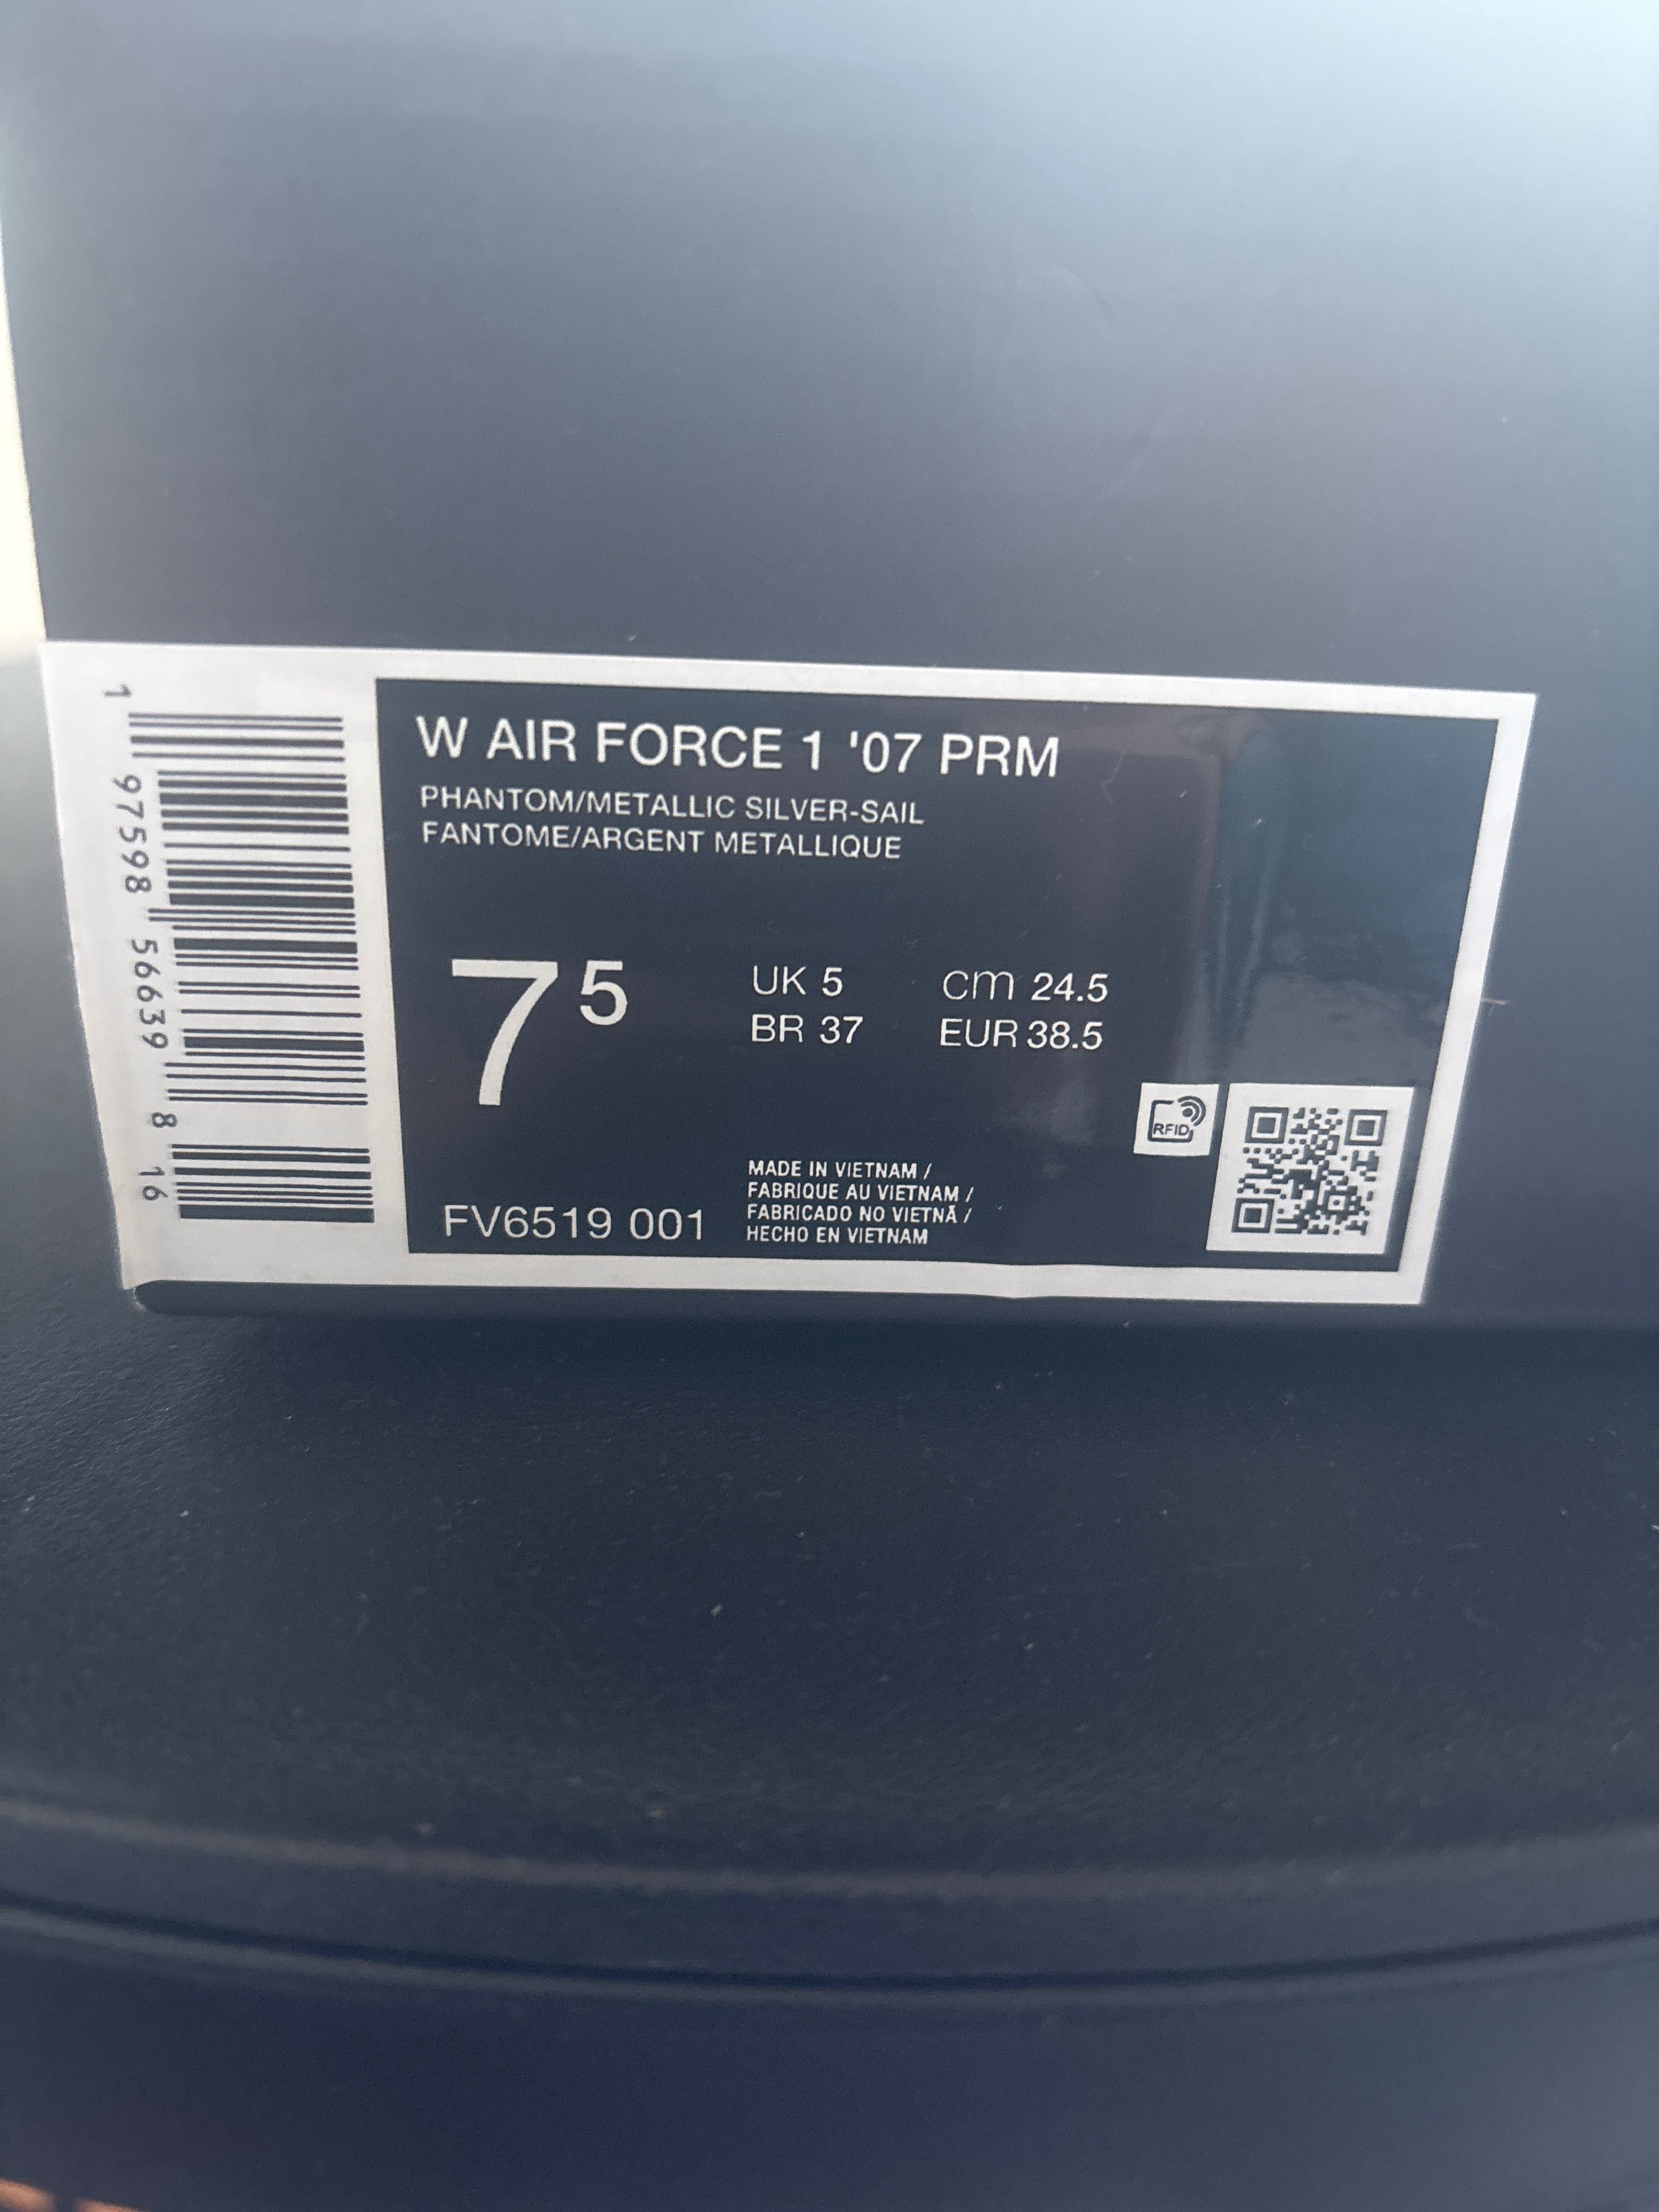 W AIR FORCE 1 '07 PRM
PHANTOM/METALLIC SILVER-SAIL
FANTOME/ARGENT METALLIQUE
7 5
UK 5
BR 37
cm 24.5
EUR 38.5
FV6519 001
MADE IN VIETNAM /
FABRIQUE AU VIETNAM /
FABRICADO NO VIETNÃ /
HECHO EN VIETNAM
RFID
1 97598 56639 8 16